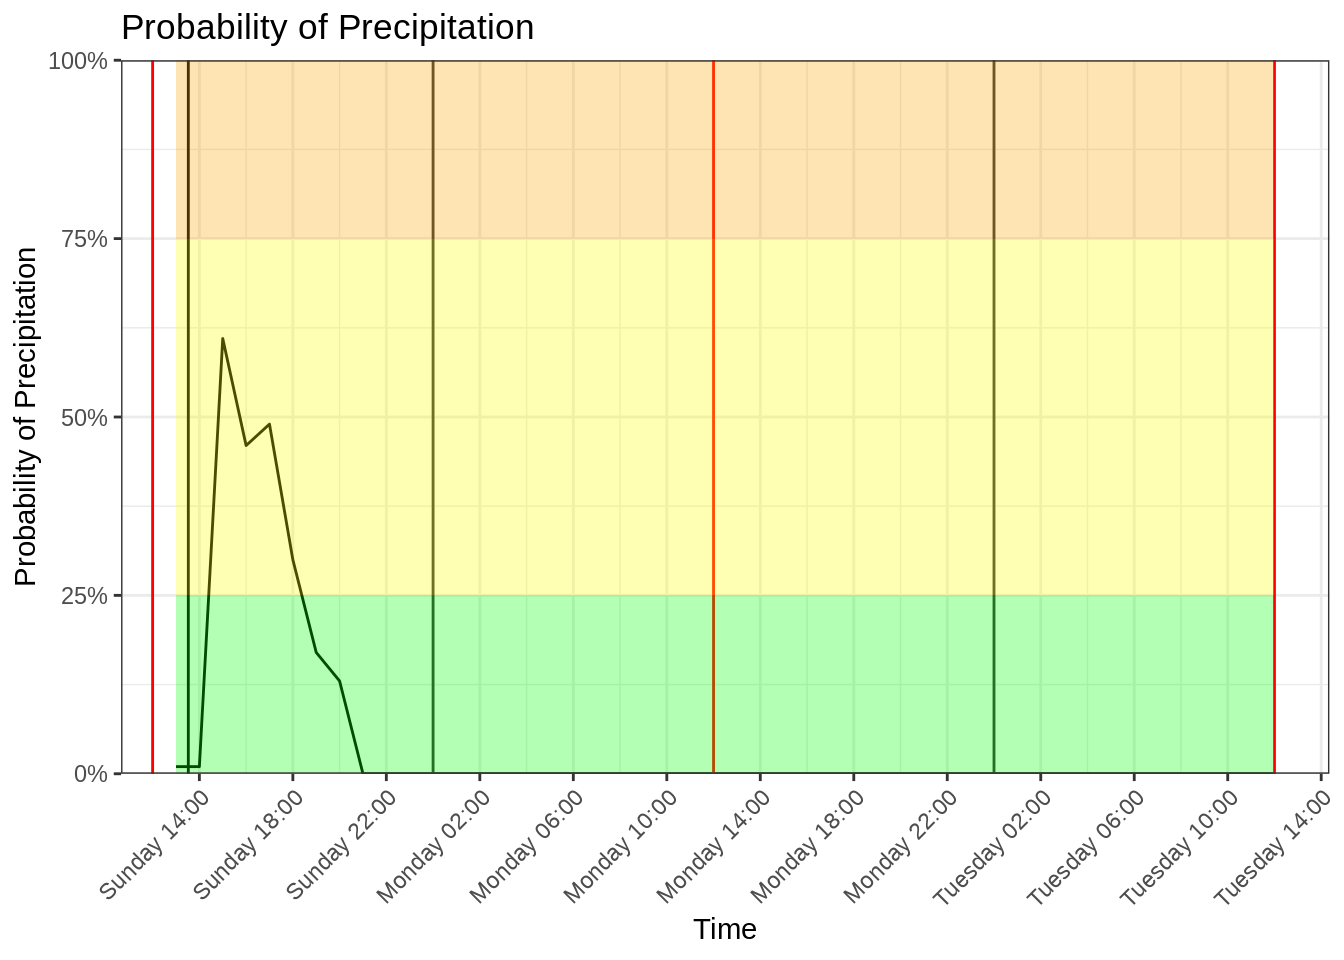 Probability of Precipitation
Probability of Precipitation
100%
75%
50%
25%
0%
Sunday 14:00
Sunday 18:00
Sunday 22:00
Monday 02:00
Monday 06:00
Monday 10:00
Monday 14:00
Monday 18:00
Monday 22:00
Tuesday 02:00
Tuesday 06:00
Tuesday 10:00
Tuesday 14:00
Time